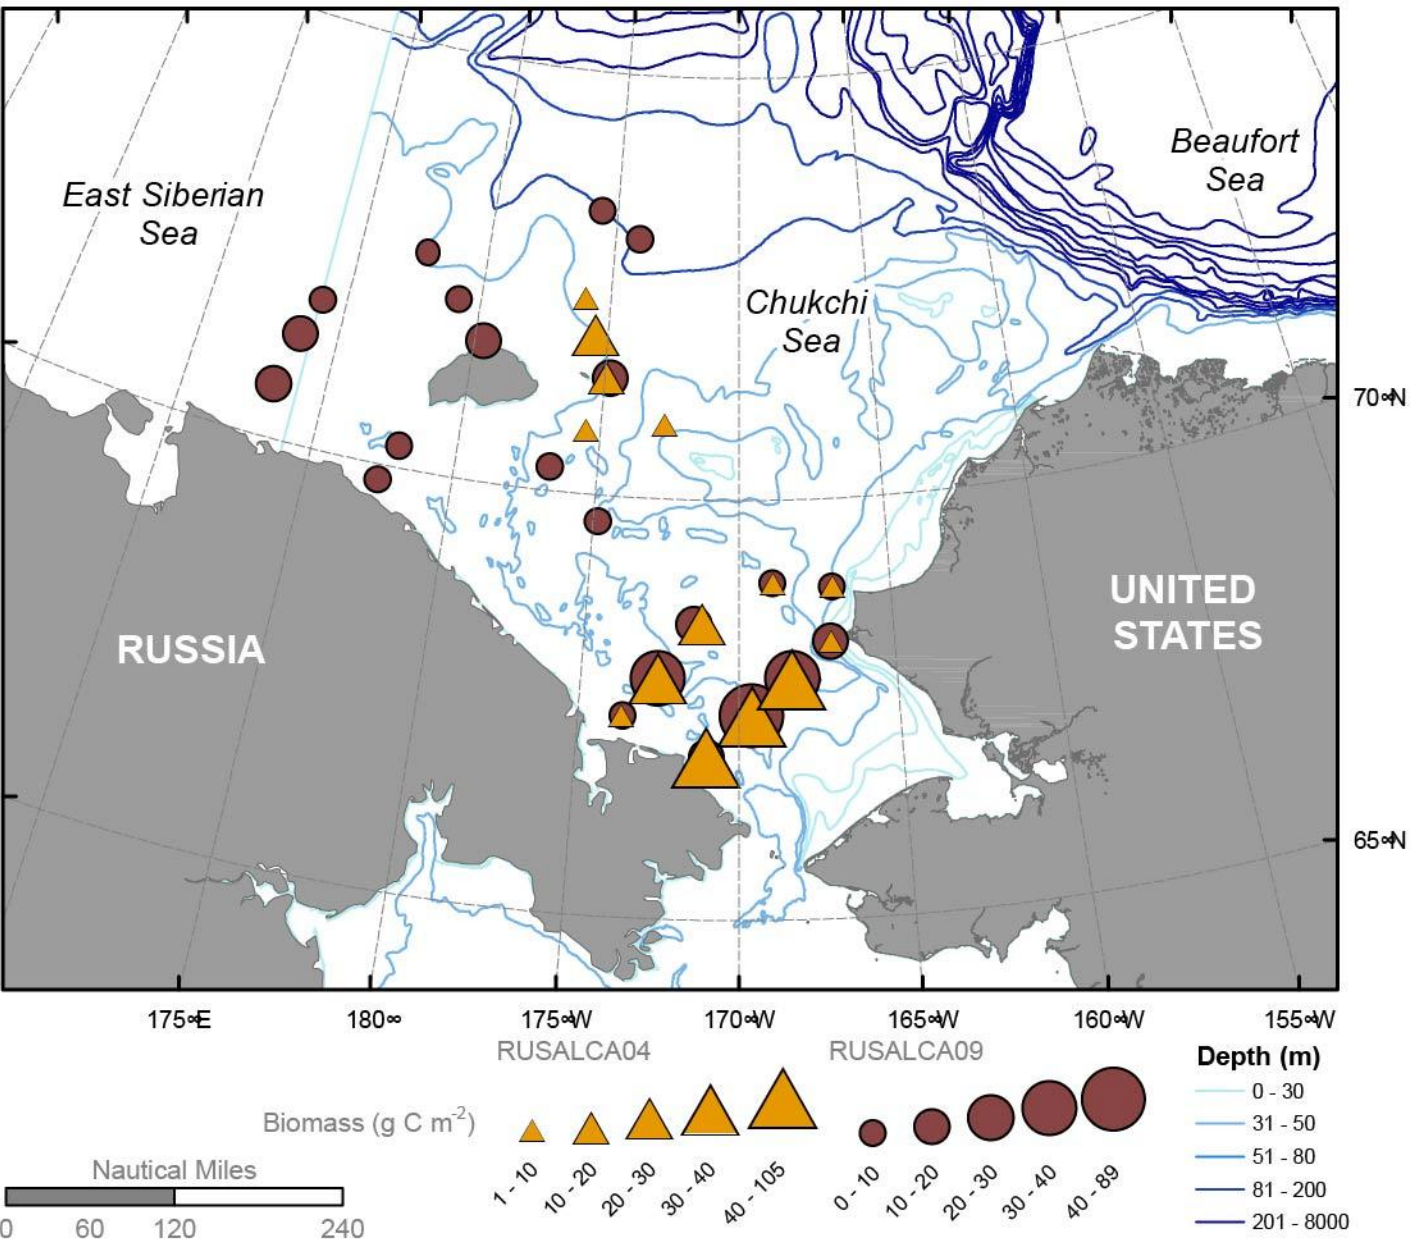 East Siberian
Sea
Beaufort
Sea
Chukchi
Sea
70°N
UNITED
STATES
RUSSIA
65°N
175°E
180°
175°W
170°W
165°W
160°W
155°W
RUSALCA04
RUSALCA09
Depth (m)
0 - 30
31 - 50
51 - 80
81 - 200
201 - 8000
Biomass (g C m-2)
1 - 10
10 - 20
20 - 30
30 - 40
40 - 105
0 - 10
10 - 20
20 - 30
30 - 40
40 - 89
Nautical Miles
0 60 120 240